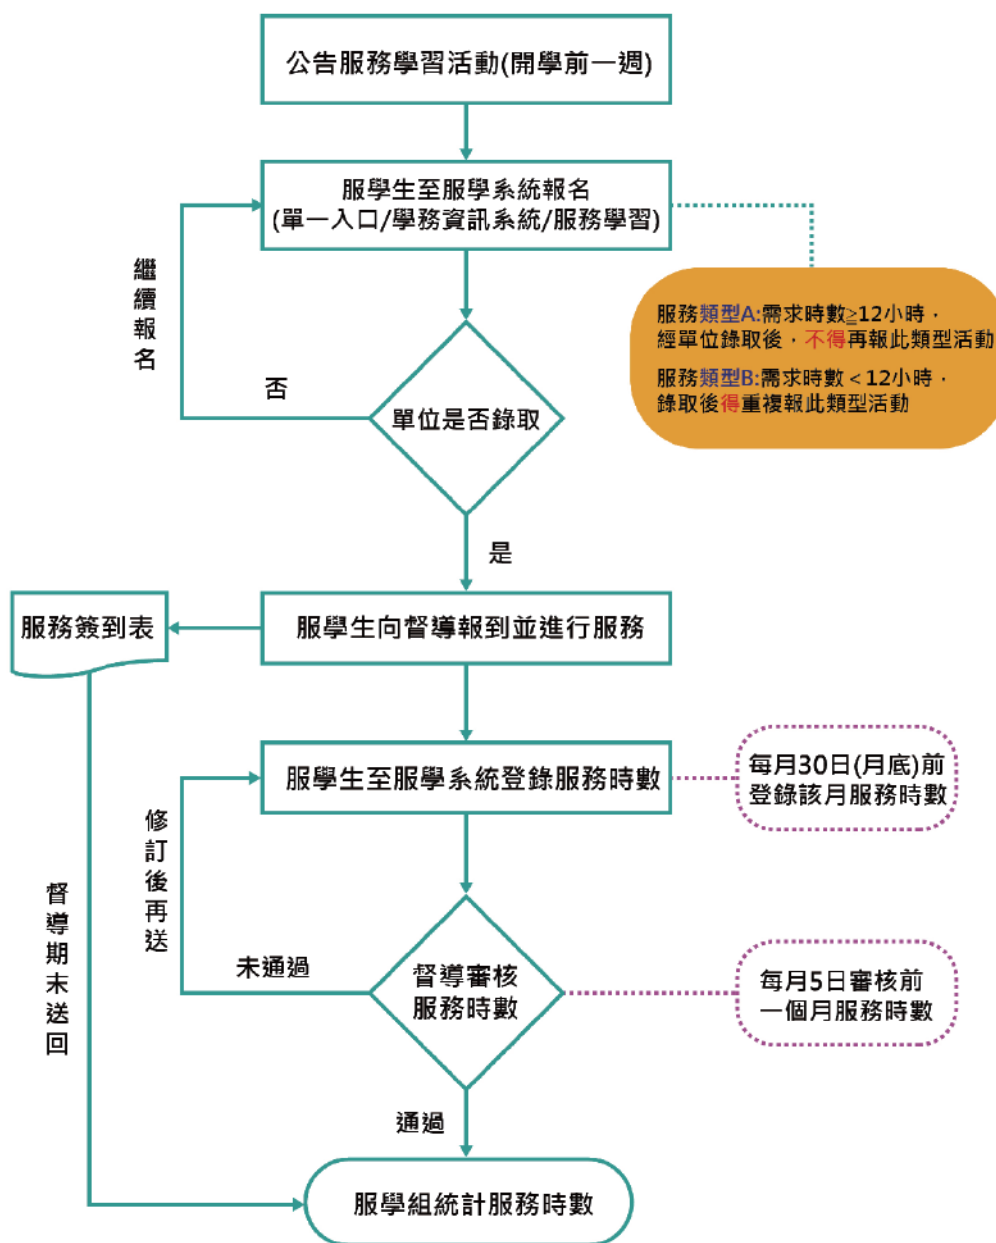 公告服務學習活動(開學前一週)
服學生至服學系統報名
(單一入口/學務資訊系統/服務學習)
繼續報名
否
單位是否錄取
服務類型A:需求時數≧12小時，
經單位錄取後，不得再報此類型活動
服務類型B:需求時數＜12小時，
錄取後得重複報此類型活動
是
服務簽到表
服學生向督導報到並進行服務
服學生至服學系統登錄服務時數
每月30日(月底)前
登錄該月服務時數
修訂後再送
未通過
督導審核
服務時數
每月5日審核前
一個月服務時數
督導期末送回
通過
服學組統計服務時數